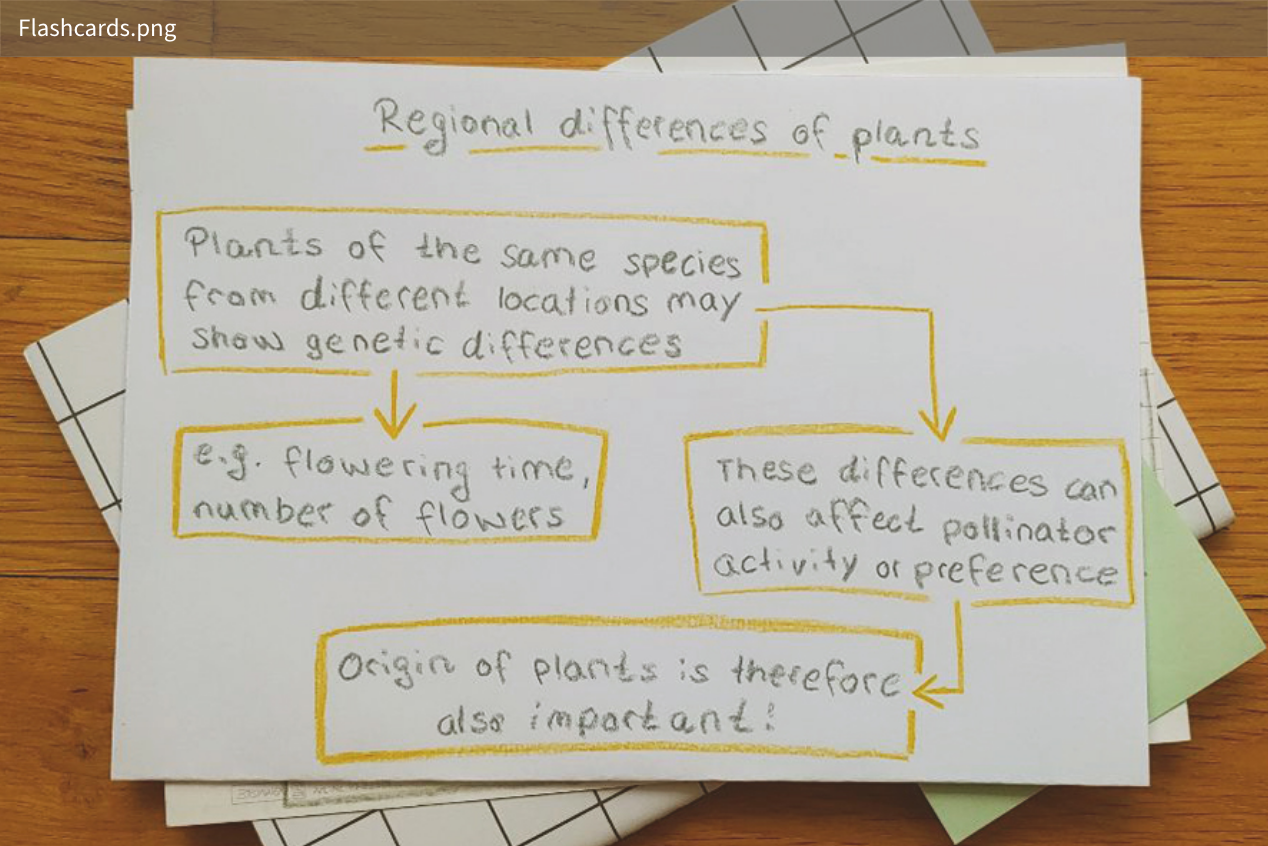 Flashcards.png
Regional differences of plants
Plants of the same species
from different locations may
show genetic differences
e.g. flowering time,
number of flowers
These differences can
also affect pollinator
activity or preference
Origin of plants is therefore
also important!